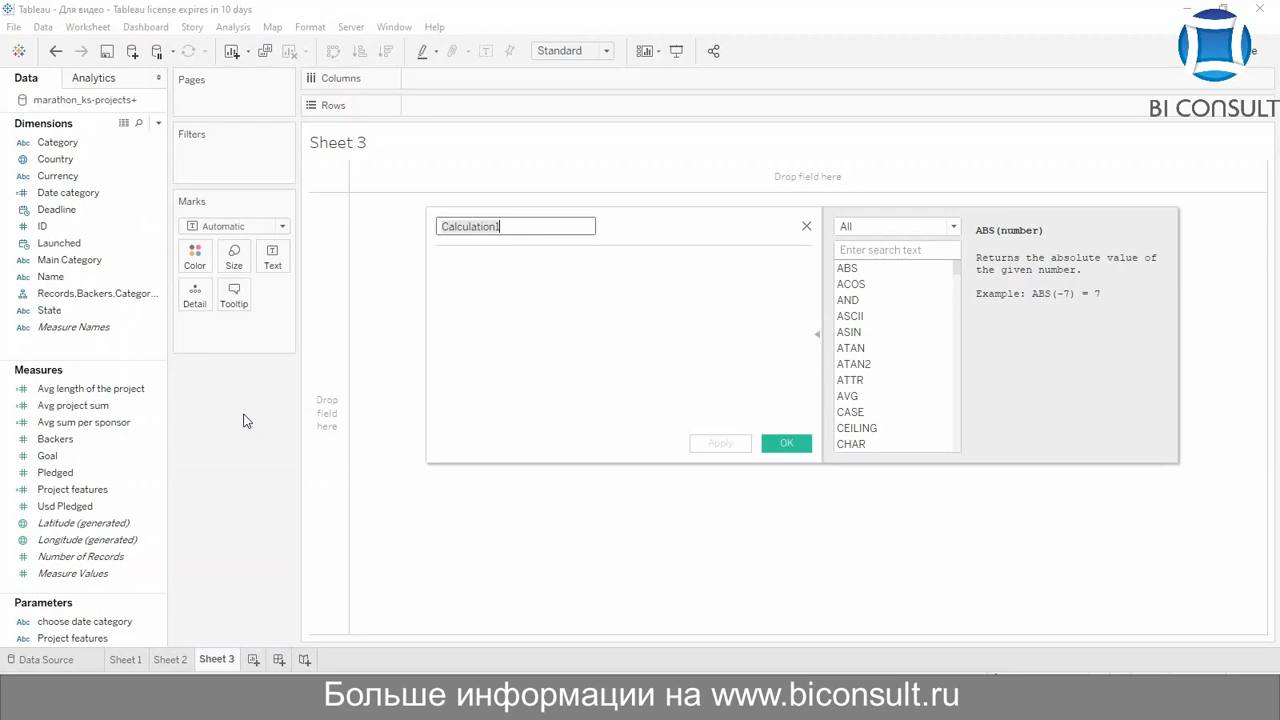 Tableau - Для видео - Tableau license expires in 10 days
File Data Worksheet Dashboard Story Analysis Map Format Server Window Help
Standard
Data Analytics
marathon_ks-projects+
Dimensions
Abc Category
Country
Abc Currency
Date category
Deadline
ID
Launched
Abc Main Category
Abc Name
Records,Backers,Categor...
Abc State
Abc Measure Names
Measures
Avg length of the project
Avg project sum
Avg sum per sponsor
Backers
Goal
Pledged
Project features
Usd Pledged
Latitude (generated)
Longitude (generated)
Number of Records
Measure Values
Parameters
choose date category
Project features
Pages
Filters
Marks
Automatic
Color Size Text
Detail Tooltip
Columns
Rows
Sheet 3
Drop field here
Drop
field
here
Calculation1
Apply OK
All
Enter search text
ABS
ACOS
AND
ASCII
ASIN
ATAN
ATAN2
ATTR
AVG
CASE
CEILING
CHAR
ABS(number)
Returns the absolute value of
the given number.
Example: ABS(-7) = 7
BI CONSULT
Data Source Sheet 1 Sheet 2 Sheet 3
Больше информации на www.biconsult.ru